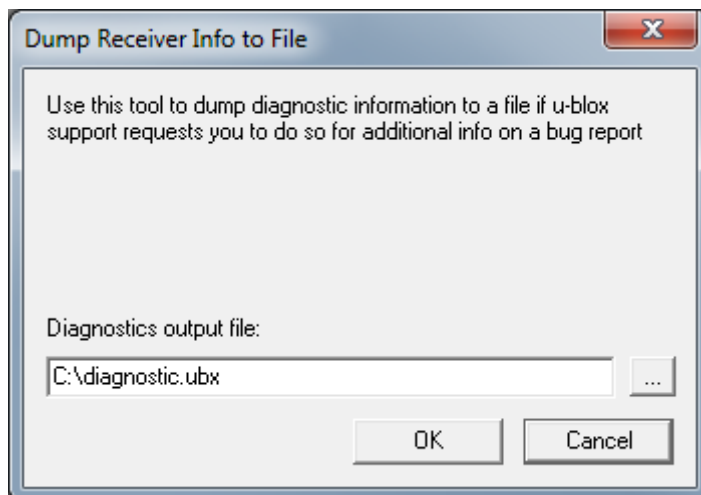 Dump Receiver Info to File
Use this tool to dump diagnostic information to a file if u-blox
support requests you to do so for additional info on a bug report
Diagnostics output file:
C:\diagnostic.ubx
...
OK
Cancel